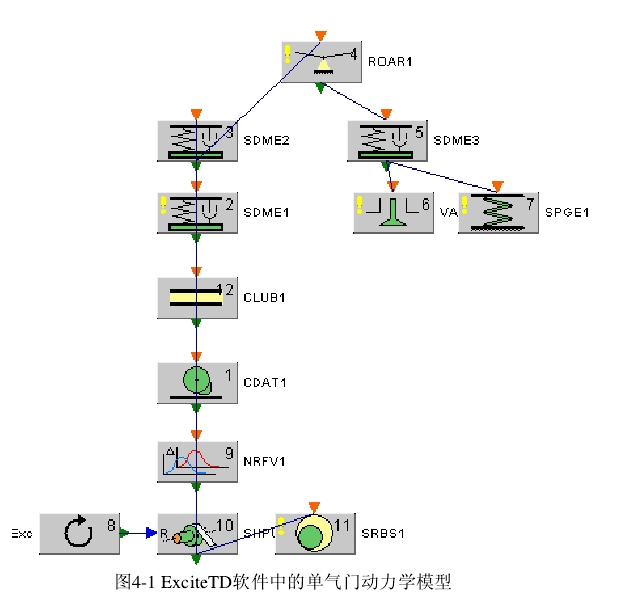 4 ROAR1
3 SDME2
5 SDME3
2 SDME1
6 VA
7 SPGE1
12 CLUB1
1 CDAT1
9 NRFV1
Exc 8
R 10
11 SRBS1
图4-1 ExciteTD软件中的单气门动力学模型